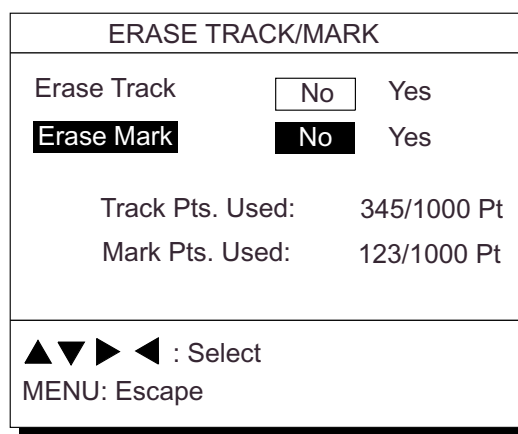 ERASE TRACK/MARK
Erase Track No Yes
Erase Mark No Yes
Track Pts. Used: 345/1000 Pt
Mark Pts. Used: 123/1000 Pt
▲▼▶◀ : Select
MENU: Escape